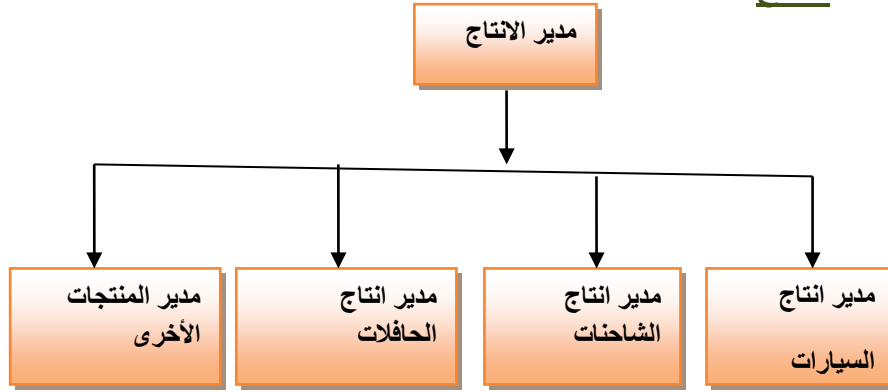 مدير الانتاج
مدير انتاج
السيارات
مدير انتاج
الشاحنات
مدير انتاج
الحافلات
مدير المنتجات
الأخرى